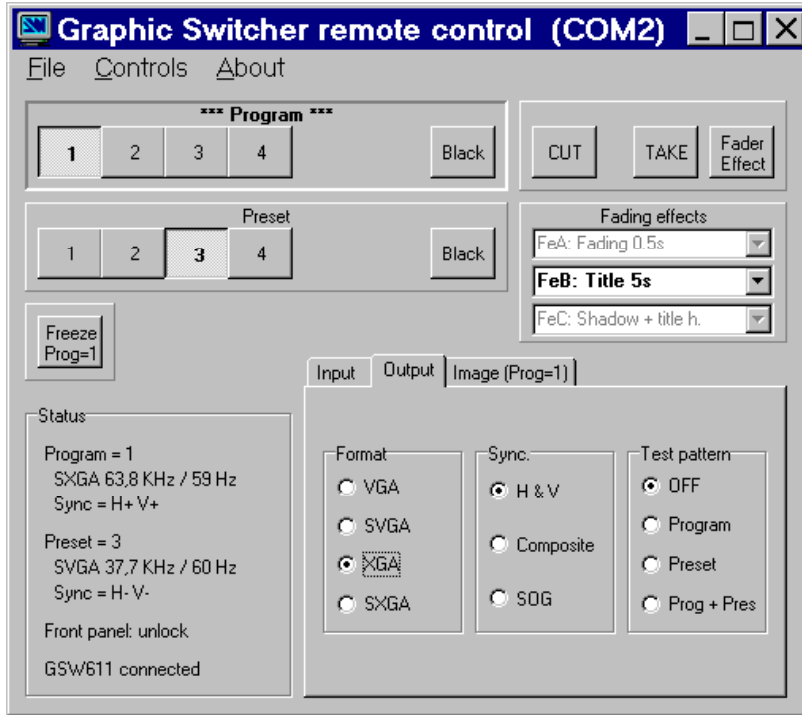 Graphic Switcher remote control (COM2)
File Controls About
*** Program ***
1 2 3 4 Black
CUT TAKE Fader
Effect
Preset
1 2 3 4 Black
Fading effects
FeA: Fading 0.5s
FeB: Title 5s
FeC: Shadow + title h.
Freeze
Prog=1
Input Output Image (Prog=1)
Status
Program = 1
SXGA 63,8 KHz / 59 Hz
Sync = H+ V+
Preset = 3
SVGA 37,7 KHz / 60 Hz
Sync = H- V-
Front panel: unlock
GSW611 connected
Format
VGA
SVGA
XGA
SXGA
Sync.
H & V
Composite
SOG
Test pattern
OFF
Program
Preset
Prog + Pres